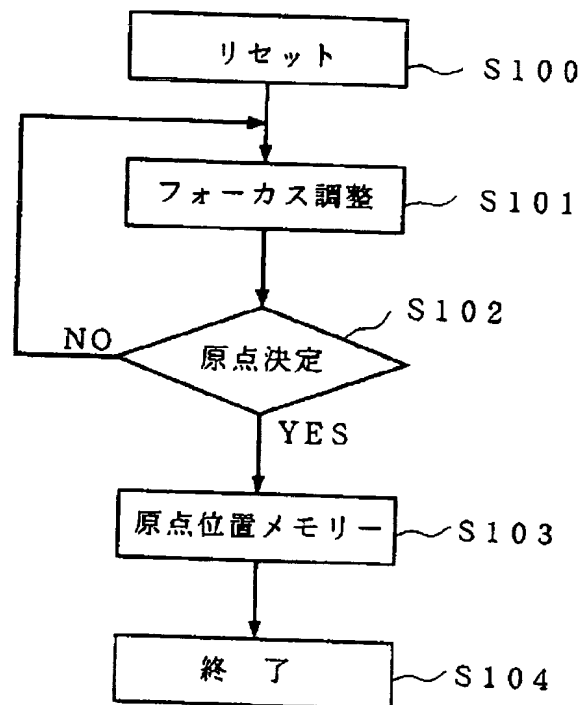 リセット
S100
フォーカス調整
S101
S102
NO
原点決定
YES
原点位置メモリー
S103
終了
S104